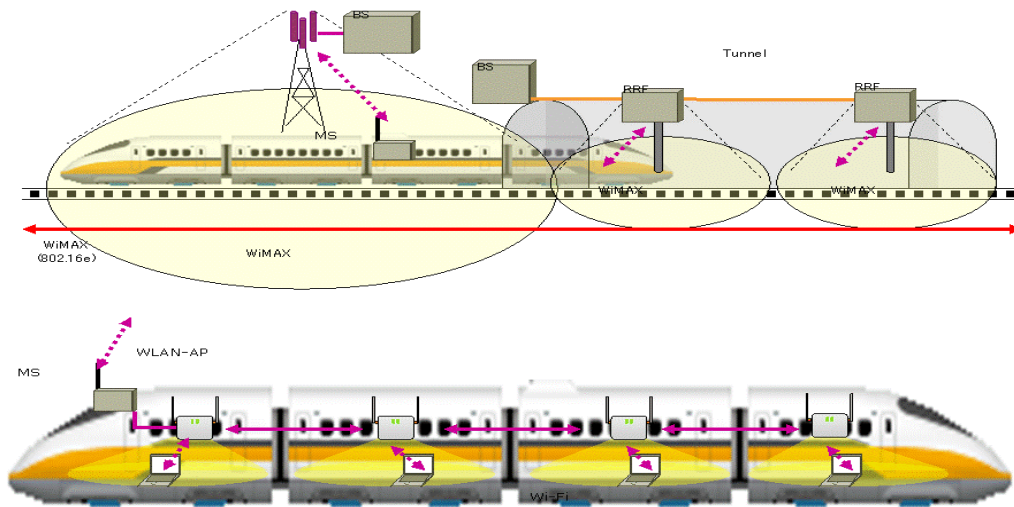 BS
Tunnel
BS
RRF
RRF
MS
WiMAX
WiMAX
WiMAX
(802.16e)
WiMAX
WLAN-AP
MS
Wi-Fi